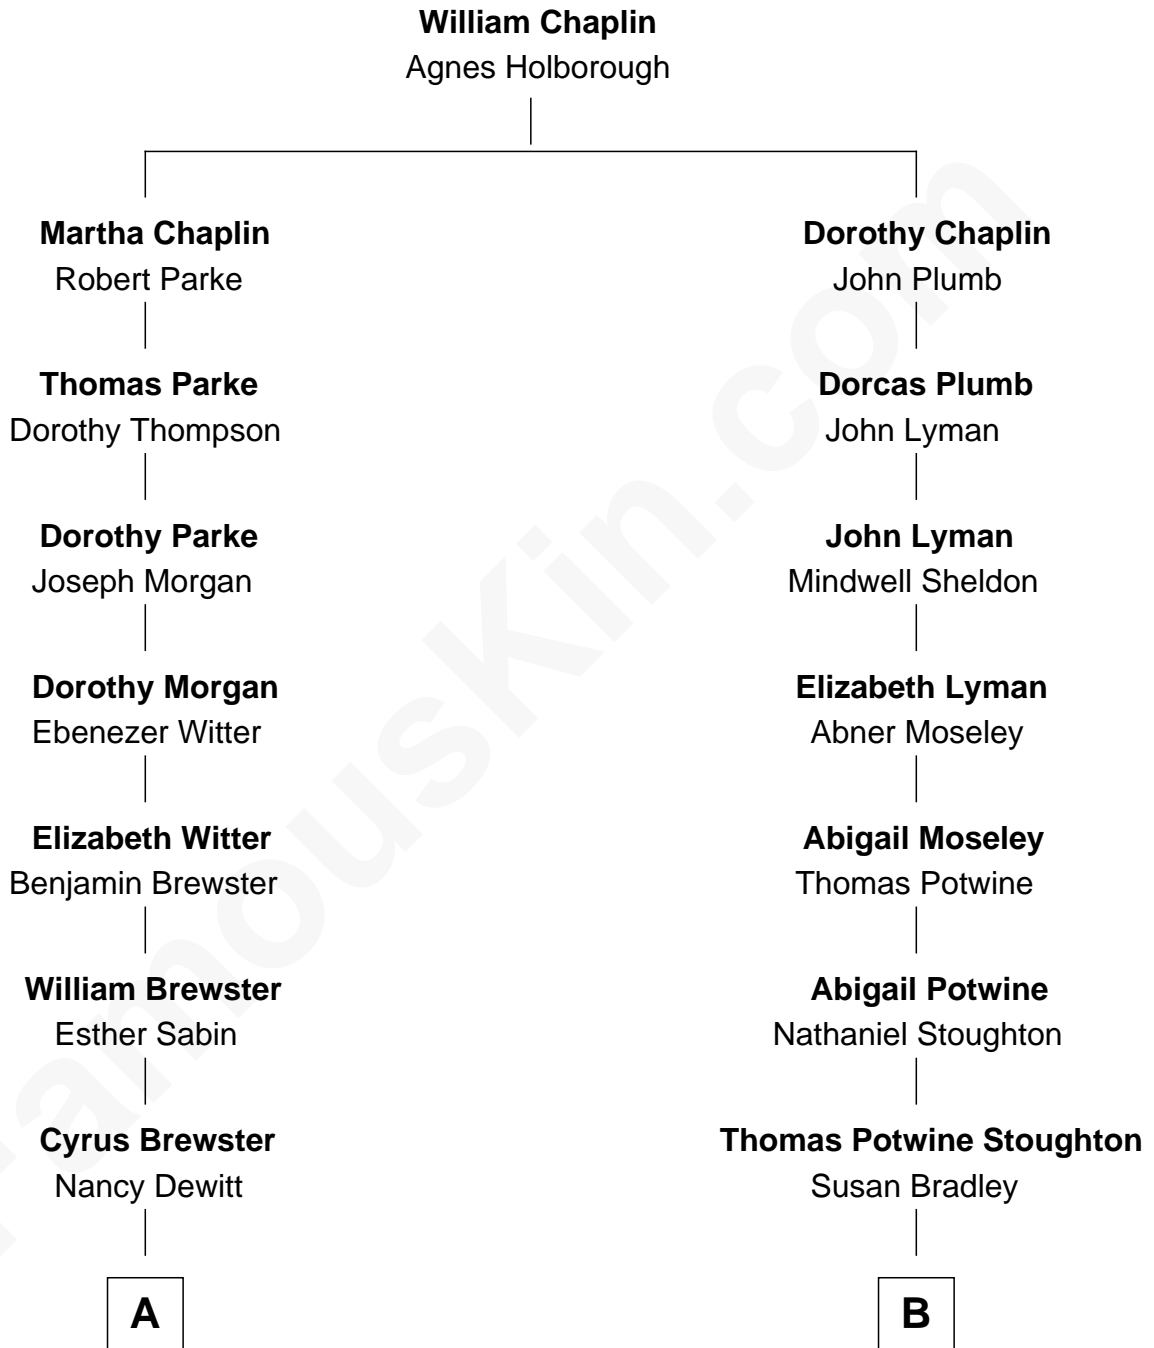 William Chaplin
Agnes Holborough
Martha Chaplin
Robert Parke
Dorothy Chaplin
John Plumb
Thomas Parke
Dorothy Thompson
Dorcas Plumb
John Lyman
Dorothy Parke
Joseph Morgan
John Lyman
Mindwell Sheldon
Dorothy Morgan
Ebenezer Witter
Elizabeth Lyman
Abner Moseley
Elizabeth Witter
Benjamin Brewster
Abigail Moseley
Thomas Potwine
William Brewster
Esther Sabin
Abigail Potwine
Nathaniel Stoughton
Cyrus Brewster
Nancy Dewitt
Thomas Potwine Stoughton
Susan Bradley
A
B
FamousKin.com